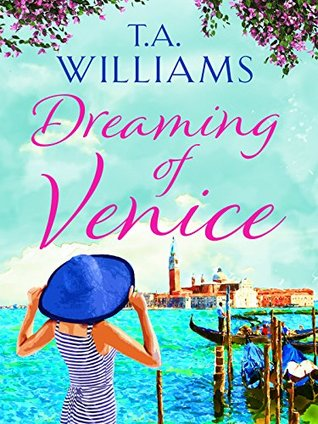 T.A.
WILLIAMS
Dreaming
of
Venice